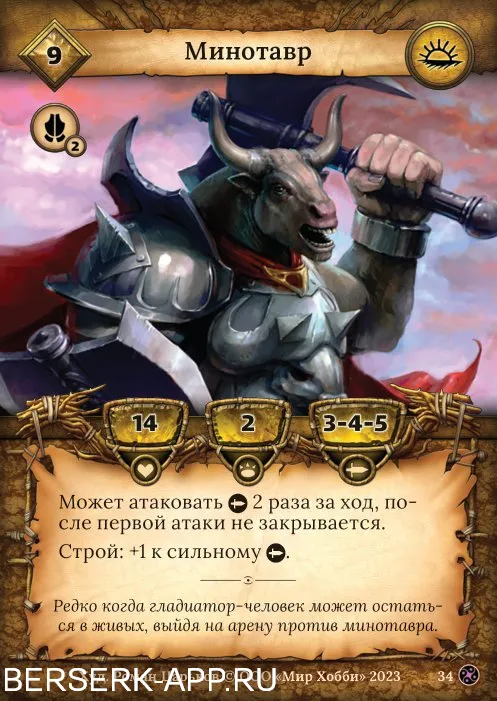 9
Минотавр
2
14
2
3-4-5
Может атаковать 2 раза за ход, по-
сле первой атаки не закрывается.
Строй: +1 к сильному .
Редко когда гладиатор-человек может остать-
ся в живых, выйдя на арену против минотавра.
«Мир Хобби» 2023
34
BERSERK-APP.РУ